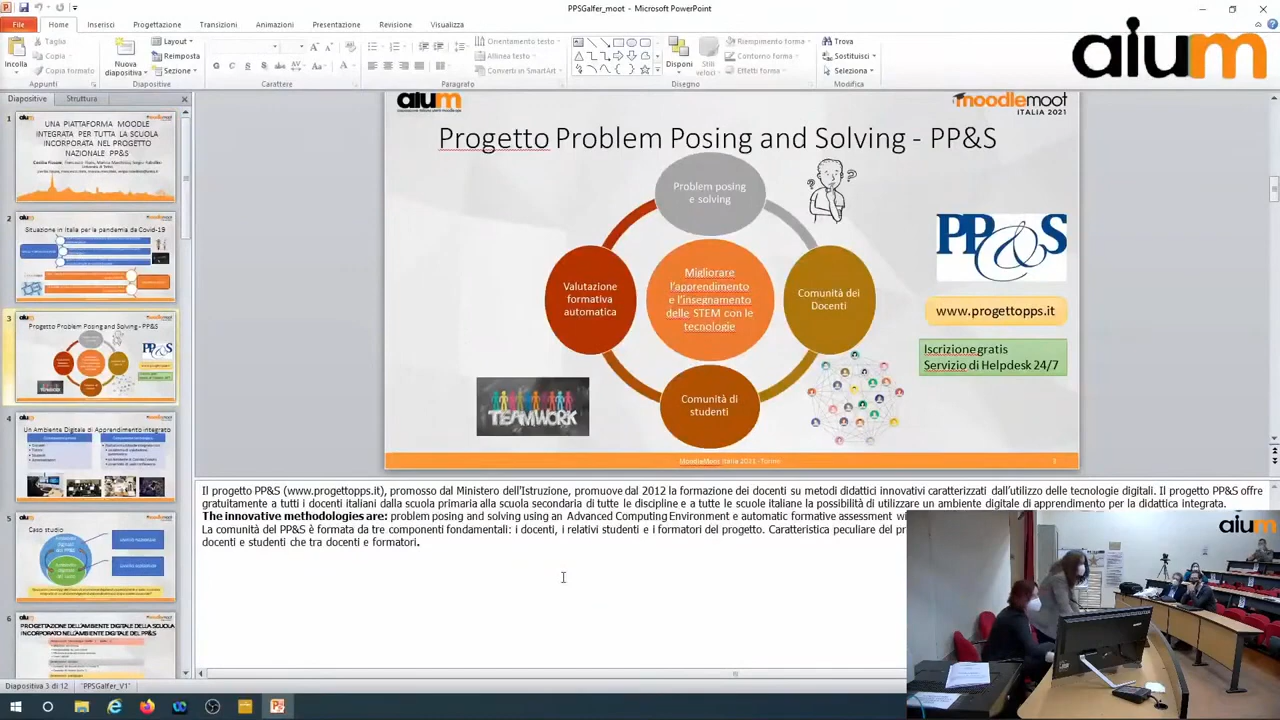 PPSGalfer_moot - Microsoft PowerPoint
File Home Inserisci Progettazione Transizioni Animazioni Presentazione Revisione Visualizza
Incolla
Taglia
Copia
Copia formato
Appunti
Nuova diapositiva
Layout
Reimposta
Sezione
Diapositive
Carattere
Orientamento testo
Allinea testo
Converti in SmartArt
Paragrafo
Disponi
Stili veloci
Riempimento forma
Contorno forma
Effetti forma
Disegno
Trova
Sostituisci
Seleziona
Modifica
aium
Diapositive Struttura
1
UNA PIATTAFORMA MOODLE
INTEGRATA PER TUTTA LA SCUOLA
INCORPORATA NEL PROGETTO
NAZIONALE PP&S
2
Situazione in Italia per la pandemia da Covid-19
3
Progetto Problem Posing and Solving - PP&S
4
Un Ambiente Digitale di Apprendimento integrato
5
Caso studio
6
PROGETTAZIONE DELL'AMBIENTE DIGITALE DELLA SCUOLA
INCORPORATO NELL'AMBIENTE DIGITALE DEL PP&S
aium
moodlemoot
ITALIA 2021
Progetto Problem Posing and Solving - PP&S
Problem posing
e solving
Valutazione
formativa
automatica
Migliorare
l'apprendimento
e l'insegnamento
delle STEM con le
tecnologie
Comunità dei
Docenti
Comunità di
studenti
TEAMWORK
PP&S
www.progettopps.it
Iscrizione gratis
Servizio di Helpdesk 24/7
MoodleMoot Italia 2021 - Torino
3
Il progetto PP&S (www.progettopps.it), promosso dal Ministero dell'Istruzione, promuove dal 2012 la formazione dei docenti su metodi didattici innovativi caratterizzati dall'utilizzo delle tecnologie digitali. Il progetto PP&S offre
gratuitamente a tutti i docenti italiani dalla scuola primaria alla scuola secondaria di tutte le discipline e a tutte le scuole italiane la possibilità di utilizzare un ambiente digitale di apprendimento per la didattica integrata.
The innovative methodologies are: problem posing and solving using an Advanced Computing Environment and automatic formative assessment w
La comunità del PP&S è formata da tre componenti fondamentali: i docenti, i relativi studenti e i formatori del progetto. Caratteristica peculiare del pr
docenti e studenti che tra docenti e formatori.
aium
Diapositiva 3 di 12 "PPSGalfer_V1"